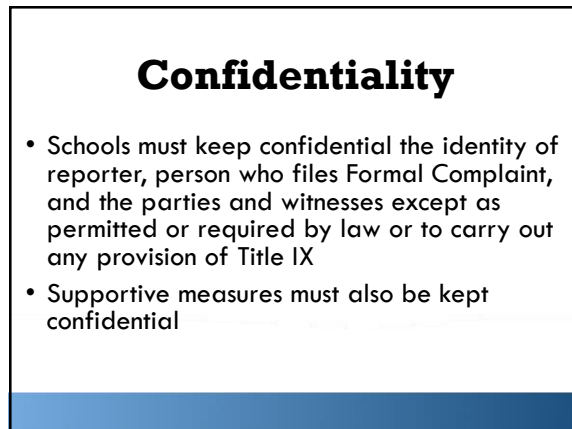 Confidentiality
• Schools must keep confidential the identity of
reporter, person who files Formal Complaint,
and the parties and witnesses except as
permitted or required by law or to carry out
any provision of Title IX
• Supportive measures must also be kept
confidential